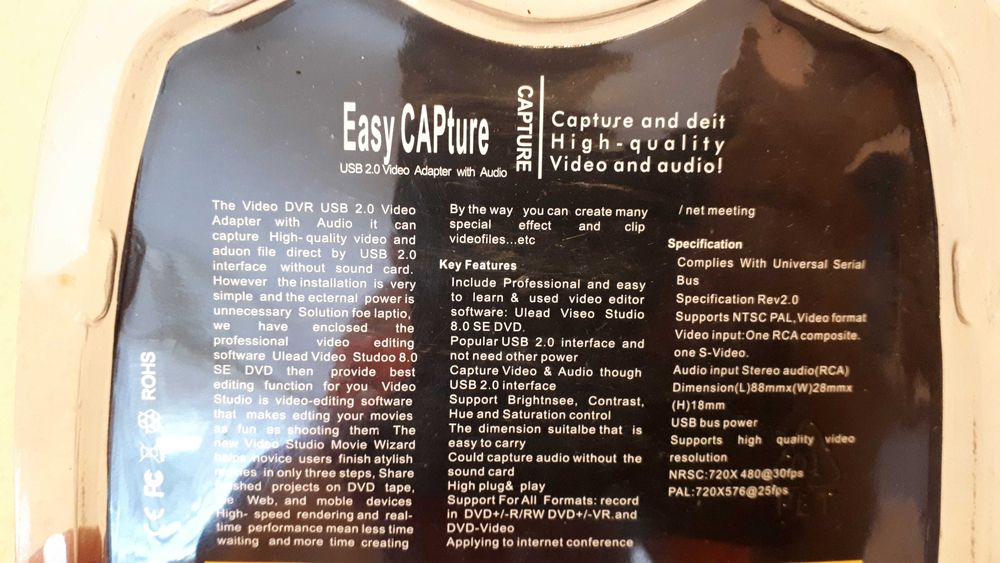 Easy CAPture
USB 2.0 Video Adapter with Audio
CAPTURE
Capture and deit
High-quality
Video and audio!
The Video DVR USB 2.0 Video
Adapter with Audio it can
capture High-quality video and
aduon file direct by USB 2.0
interface without sound card.
However the installation is very
simple and the ecternal power is
unnecessary Solution foe laptio,
we have enclosed the
professional video editing
software Ulead Video Studoo 8.0
SE DVD then provide best
editing function for you Video
Studio is video-editing software
that makes edting your movies
as fun as shooting them The
new Video Studio Movie Wizard
helps novice users finish atylish
in only three steps, Share
projects on DVD tape,
Web, and moble devices
High- speed rendering and real-
time performance mean less time
waiting and more time creating
By the way you can create many
special effect and clip
videofiles...etc
Key Features
Include Professional and easy
to learn & used video editor
software: Ulead Viseo Studio
8.0 SE DVD.
Popular USB 2.0 interface and
not need other power
Capture Video & Audio though
USB 2.0 interface
Support Brightnsee, Contrast,
Hue and Saturation control
The dimension suitalbe that is
easy to carry
Could capture audio without the
sound card
High plug& play
Support For All Formats: record
in DVD+/-R/RW DVD+/-VR.and
DVD-Video
Applying to internet conference
/ net meeting
Specification
Complies With Universal Serial
Bus
Specification Rev2.0
Supports NTSC PAL,Video format
Video input:One RCA composite.
one S-Video.
Audio input Stereo audio(RCA)
Dimension(L)88mmx(W)28mmx
(H)18mm
USB bus power
Supports high quality video
resolution
NRSC:720X 480@30fps
PAL:720X576@25fps
CE FC ROHS